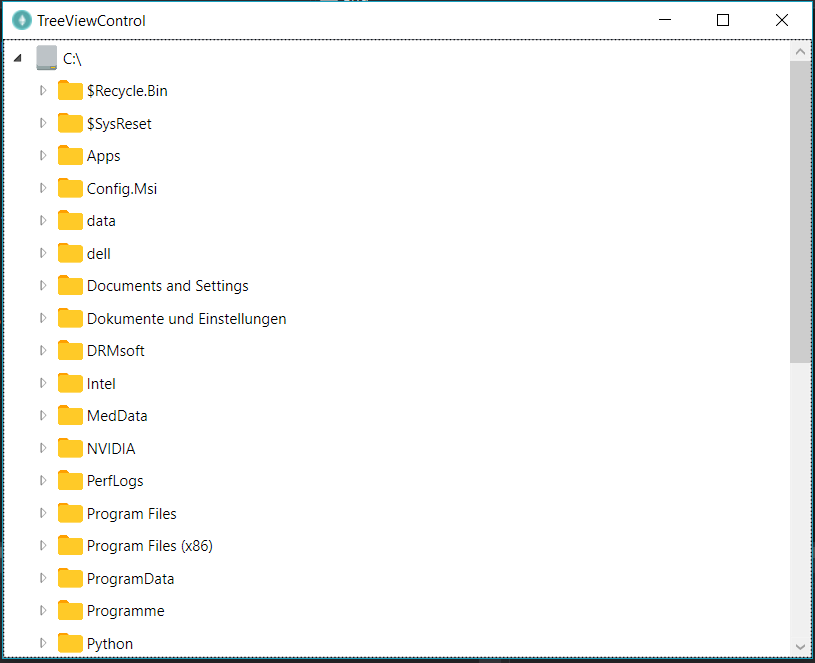 TreeViewControl
C:\
$Recycle.Bin
$SysReset
Apps
Config.Msi
data
dell
Documents and Settings
Dokumente und Einstellungen
DRMsoft
Intel
MedData
NVIDIA
PerfLogs
Program Files
Program Files (x86)
ProgramData
Programme
Python